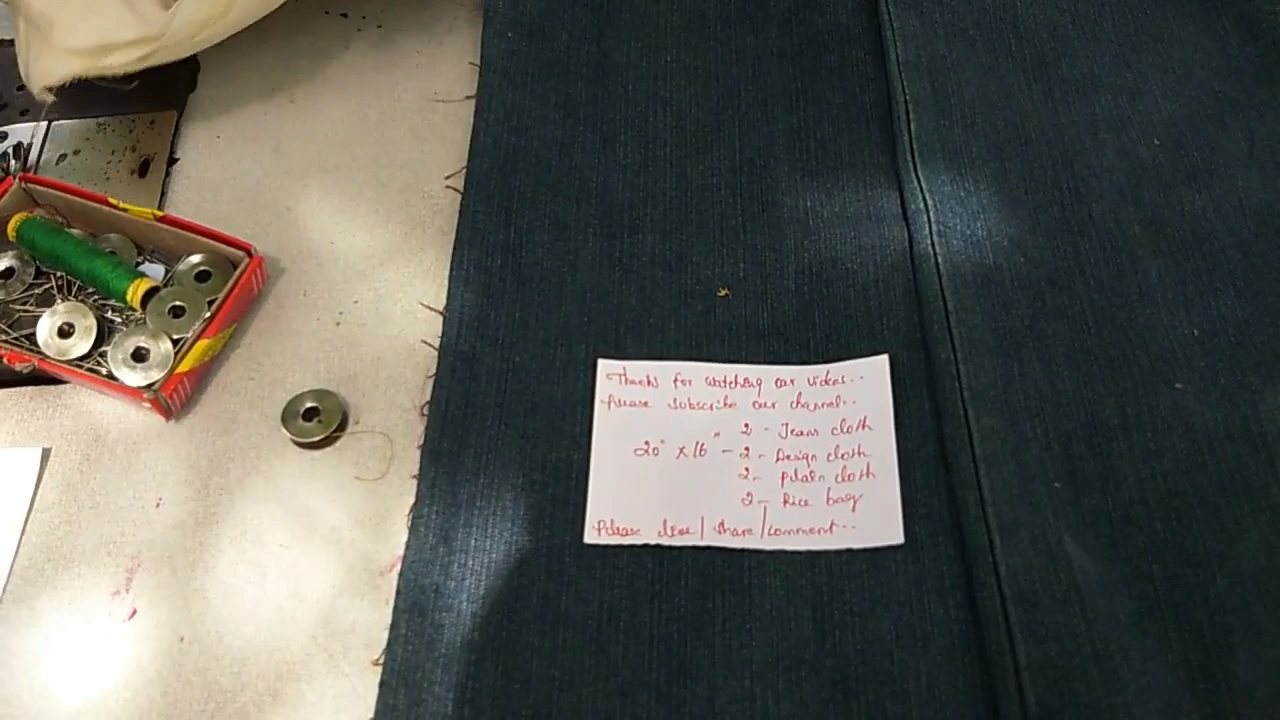 Thanks for watching our videos...
Please Subscribe our channel..
2 - Jeans cloth
20" x 16" - 2 - Design cloth
2 - plain cloth
2 - Rice bag
Please like / share / comment...